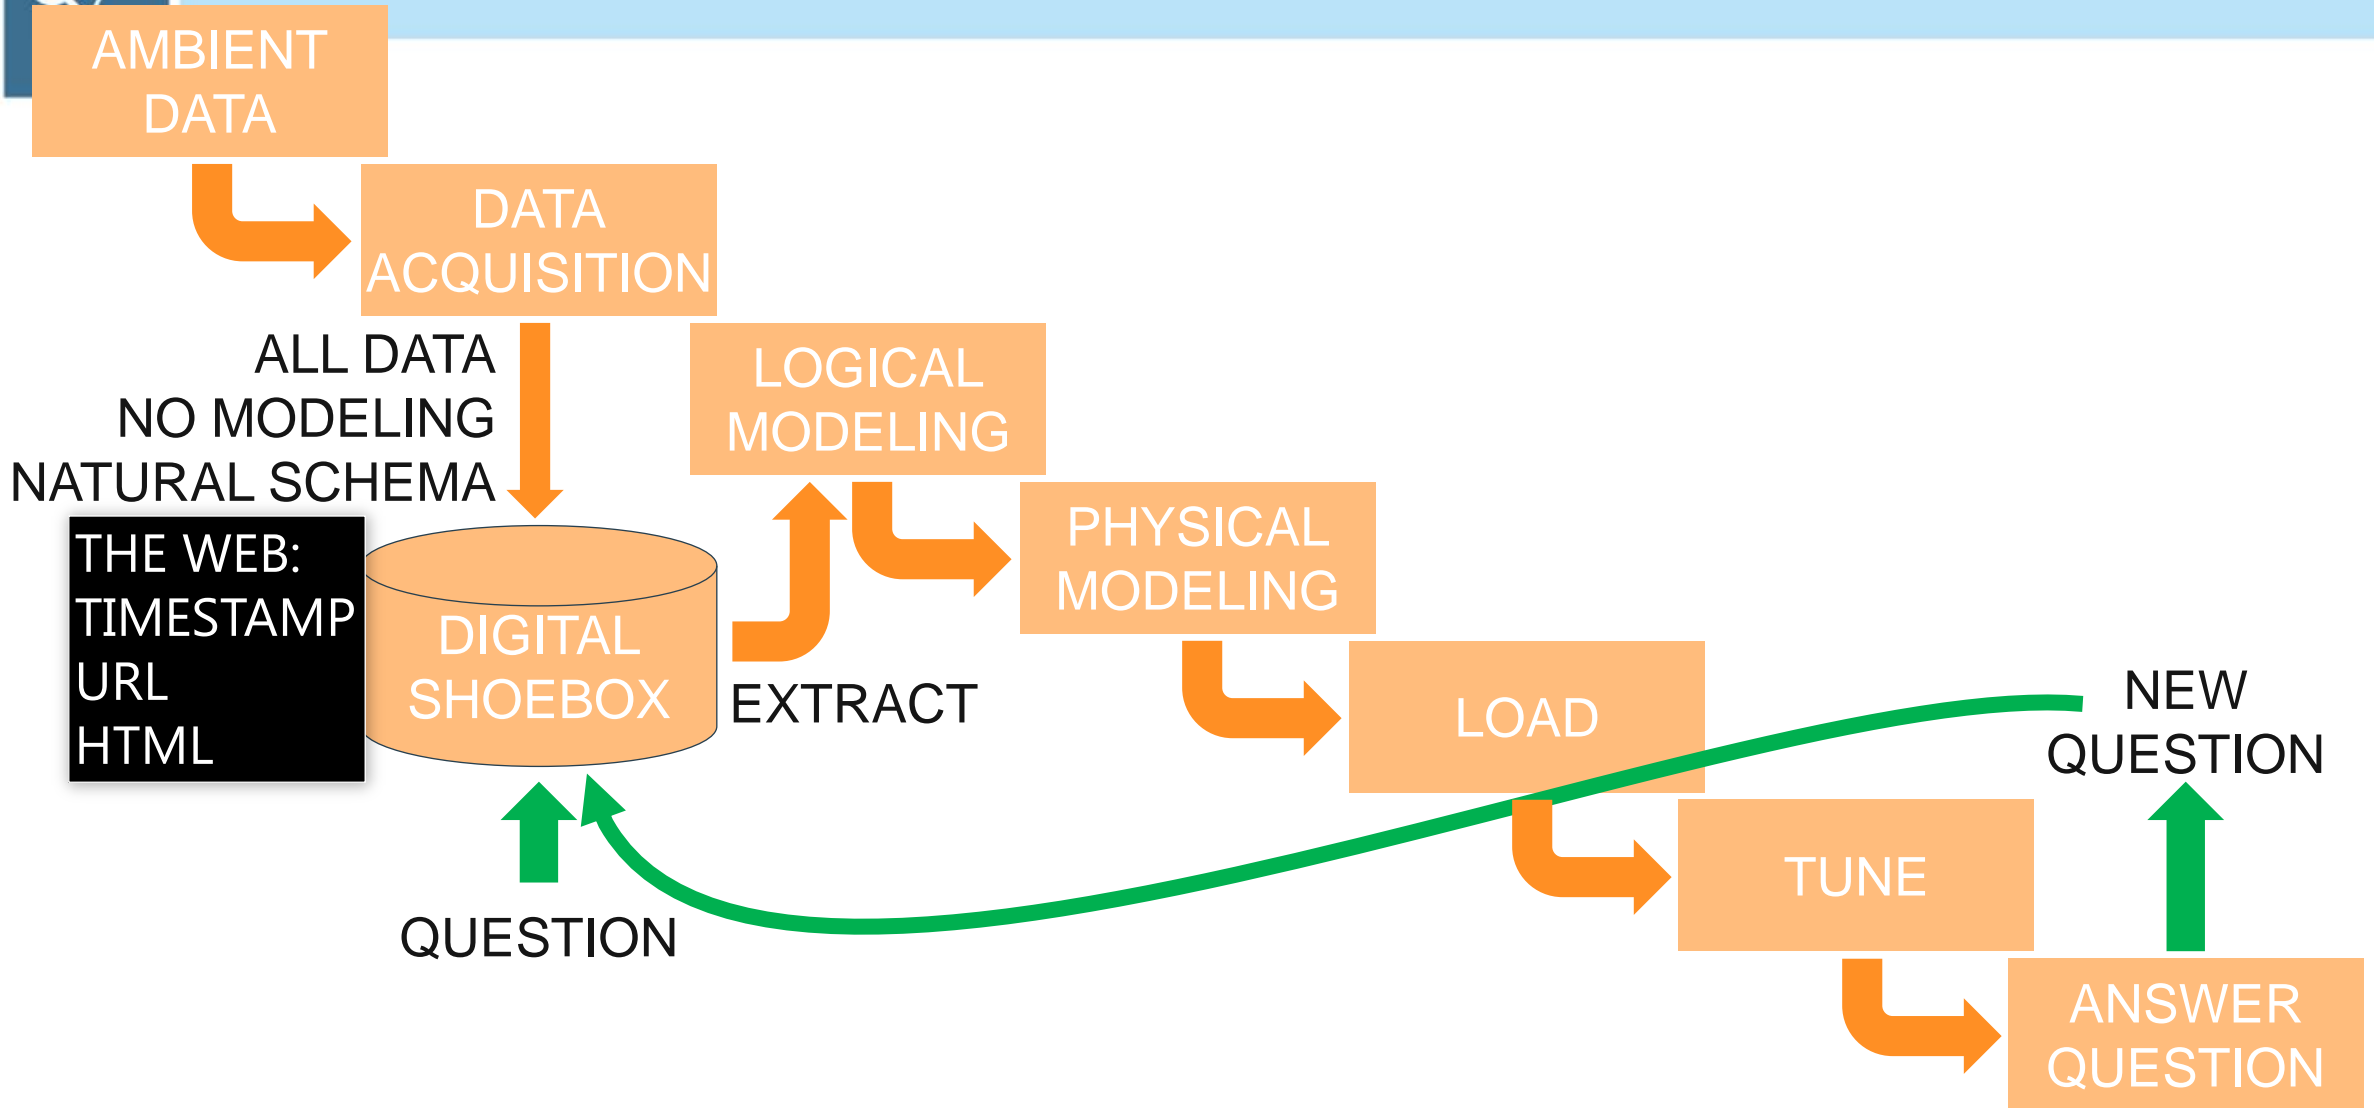 AMBIENT
DATA
DATA
ACQUISITION
ALL DATA
NO MODELING
NATURAL SCHEMA
LOGICAL
MODELING
THE WEB:
TIMESTAMP
URL
HTML
DIGITAL
SHOEBOX
EXTRACT
PHYSICAL
MODELING
LOAD
NEW
QUESTION
QUESTION
TUNE
ANSWER
QUESTION